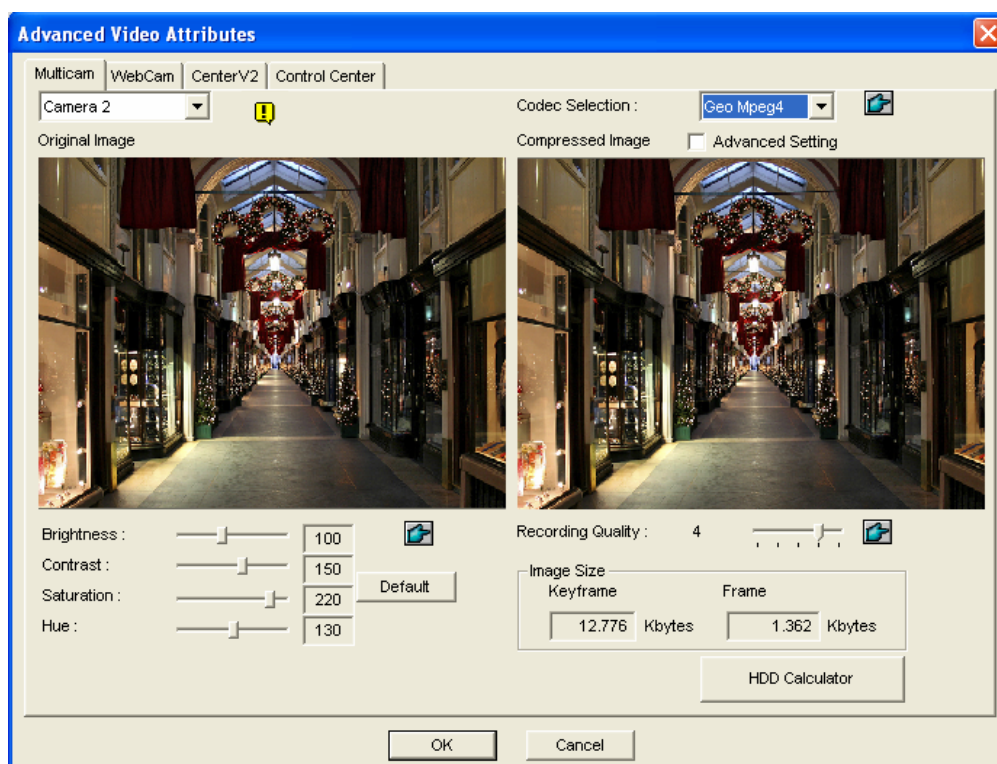 Advanced Video Attributes
Multicam WebCam CenterV2 Control Center
Camera 2
Codec Selection : Geo Mpeg4
Original Image
Compressed Image Advanced Setting
Brightness : 100
Contrast : 150
Saturation : 220
Hue : 130
Default
Recording Quality : 4
Image Size
Keyframe Frame
12.776 Kbytes 1.362 Kbytes
HDD Calculator
OK Cancel